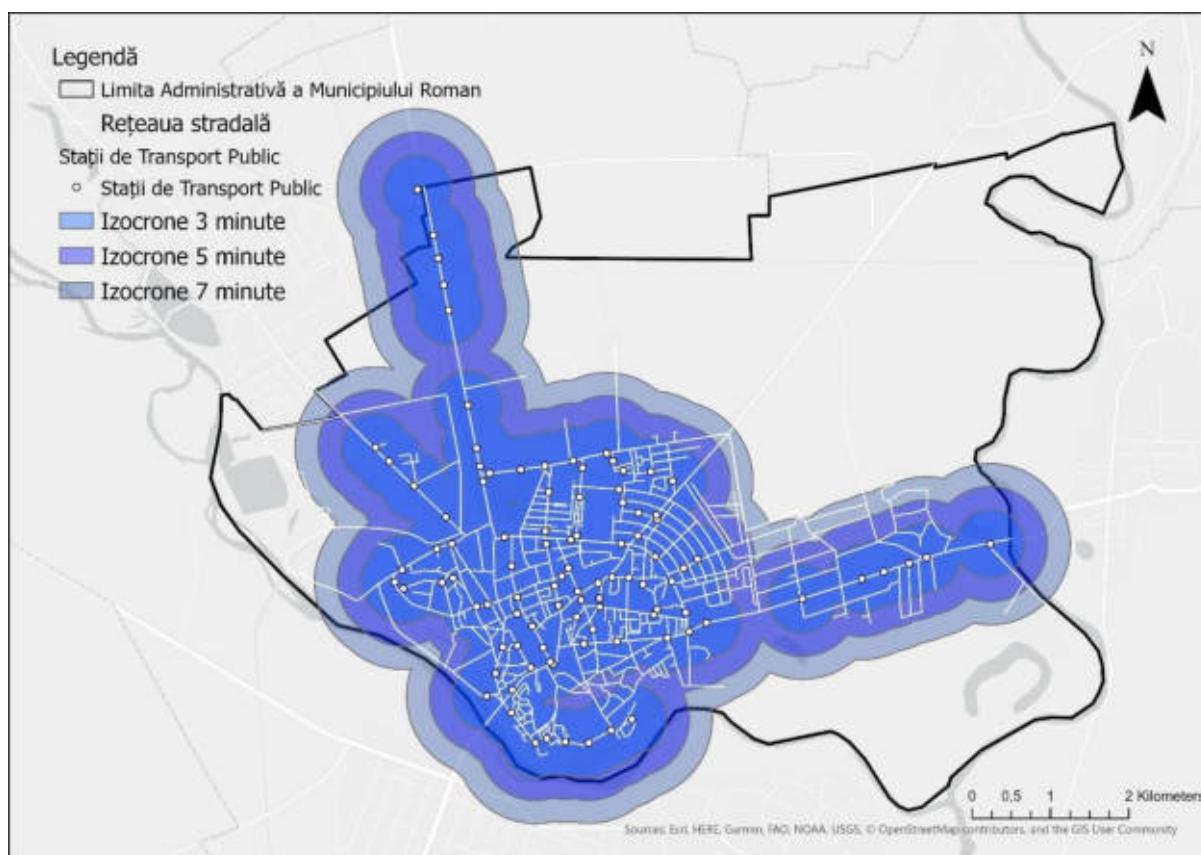 Legendă
Limita Administrativă a Municipiului Roman
Rețeaua stradală
Stații de Transport Public
Stații de Transport Public
Izocrone 3 minute
Izocrone 5 minute
Izocrone 7 minute
N
0 0,5 1 2 Kilometers
Sources: Esri, HERE, Garmin, FAO, NOAA, USGS, © OpenStreetMap contributors, and the GIS User Community